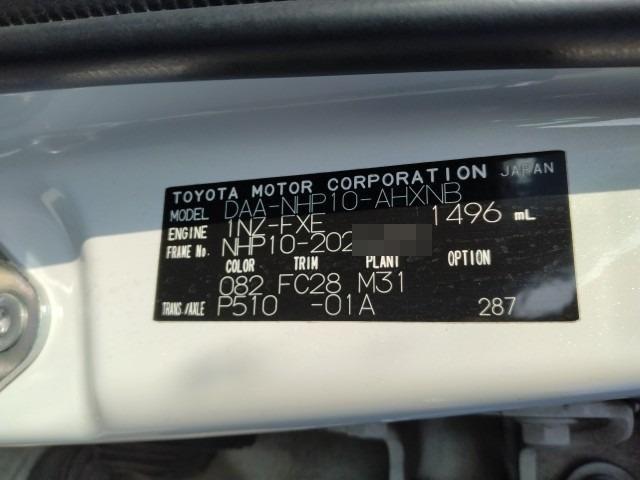 TOYOTA MOTOR CORPORATION JAPAN
MODEL DAA-NHP10-AHXNB
ENGINE 1NZ-FXE 1496 mL
FRAME No. NHP10-202
COLOR TRIM PLANT OPTION
082 FC28 M31
TRANS./AXLE P510 -01A 287